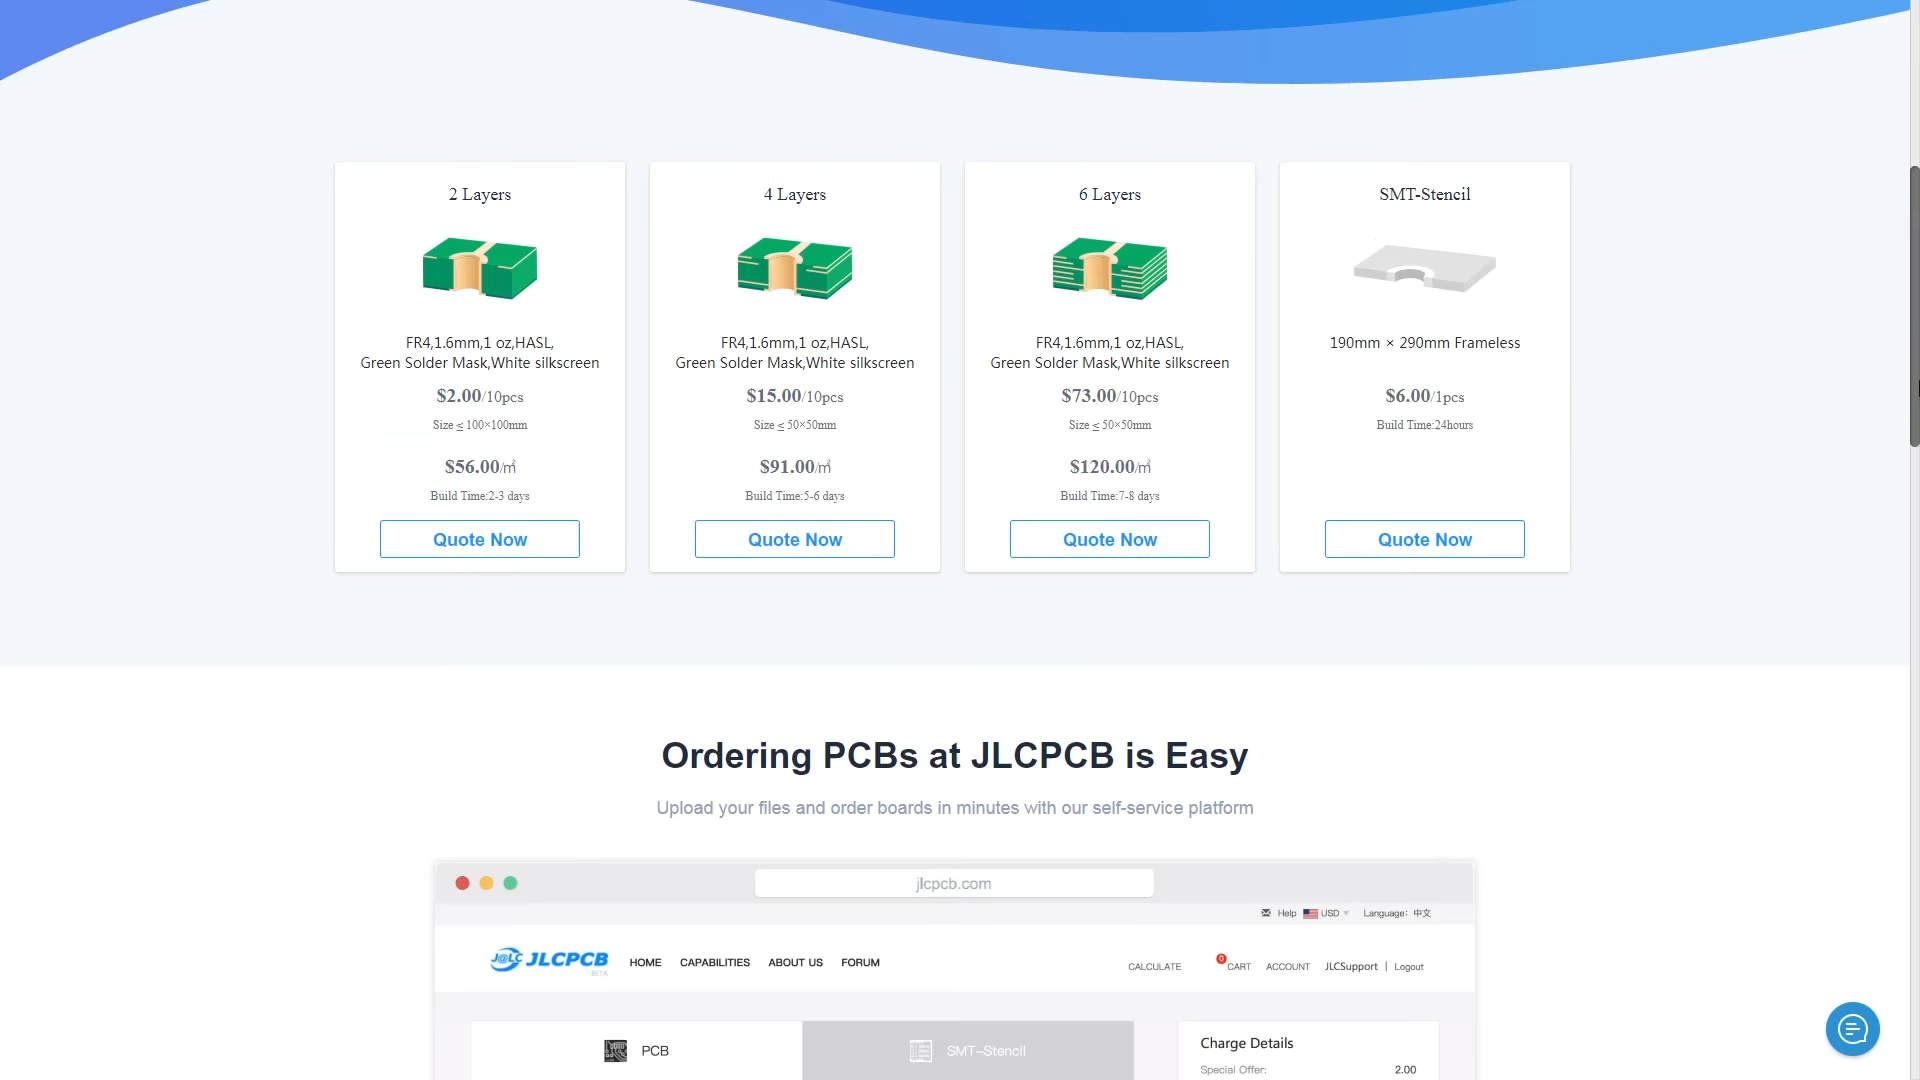 2 Layers
FR4,1.6mm,1 oz,HASL,
Green Solder Mask,White silkscreen
$2.00/10pcs
Size ≤ 100×100mm
$56.00/㎡
Build Time:2-3 days
Quote Now
4 Layers
FR4,1.6mm,1 oz,HASL,
Green Solder Mask,White silkscreen
$15.00/10pcs
Size ≤ 50×50mm
$91.00/㎡
Build Time:5-6 days
Quote Now
6 Layers
FR4,1.6mm,1 oz,HASL,
Green Solder Mask,White silkscreen
$73.00/10pcs
Size ≤ 50×50mm
$120.00/㎡
Build Time:7-8 days
Quote Now
SMT-Stencil
190mm × 290mm Frameless
$6.00/1pcs
Build Time:24hours
Quote Now
Ordering PCBs at JLCPCB is Easy
Upload your files and order boards in minutes with our self-service platform
jlcpcb.com
Help USD Language: 中文
J@LC JLCPCB BETA HOME CAPABILITIES ABOUT US FORUM
CALCULATE 0 CART ACCOUNT JLCSupport | Logout
PCB
SMT-Stencil
Charge Details
Special Offer: 2.00